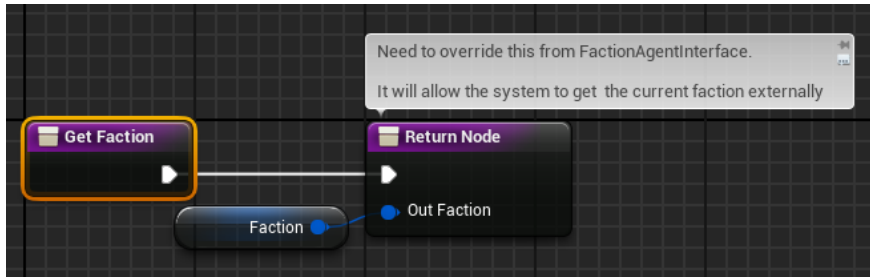 Need to override this from FactionAgentInterface.
It will allow the system to get the current faction externally
Get Faction
Return Node
Out Faction
Faction